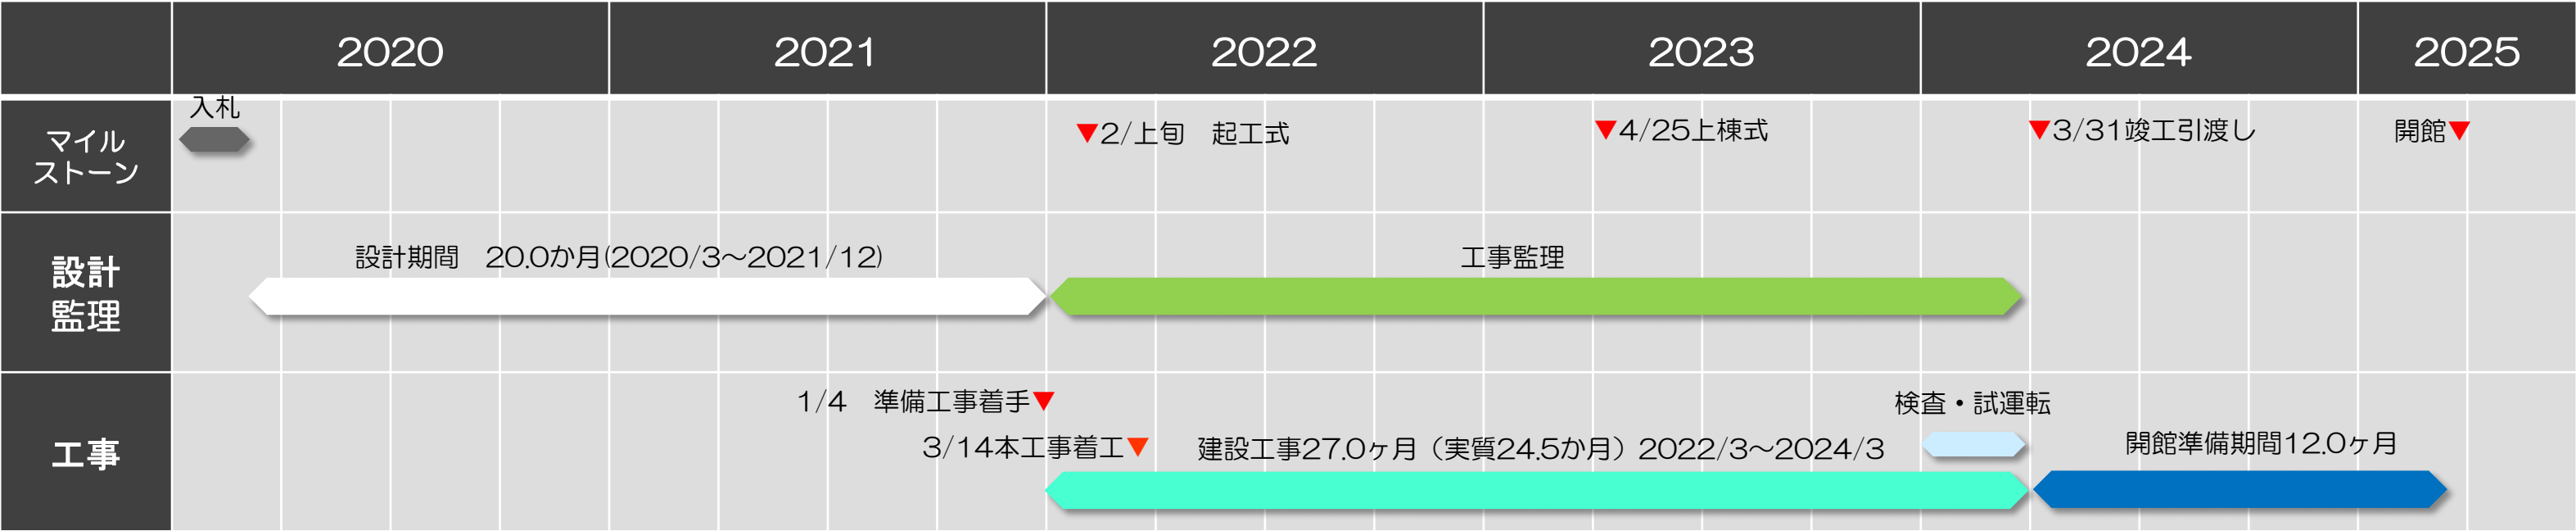 2020
2021
2022
2023
2024
2025
マイル
ストーン
入札
▼2/上旬　起工式
▼4/25上棟式
▼3/31竣工引渡し
開館▼
設計
監理
設計期間　20.0か月(2020/3～2021/12)
工事監理
工事
1/4　準備工事着手▼
3/14本工事着工▼
建設工事27.0ヶ月（実質24.5か月）2022/3～2024/3
検査・試運転
開館準備期間12.0ヶ月